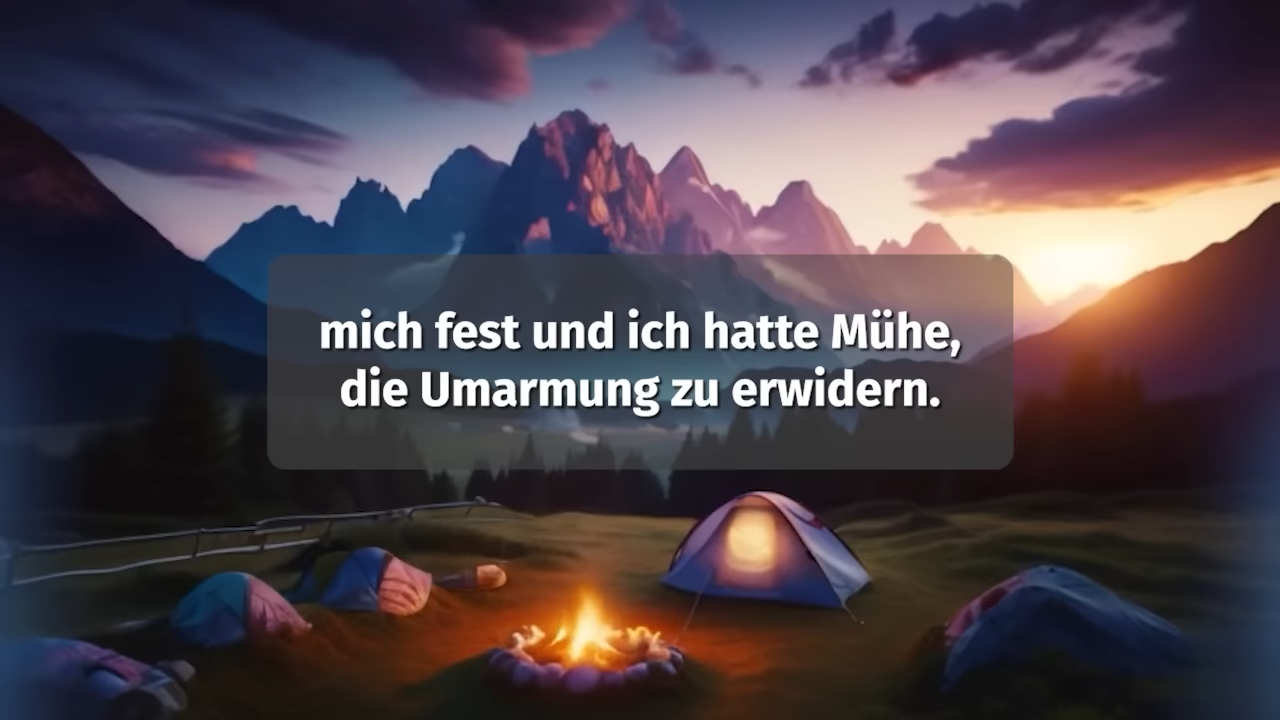 mich fest und ich hatte Mühe,
die Umarmung zu erwidern.